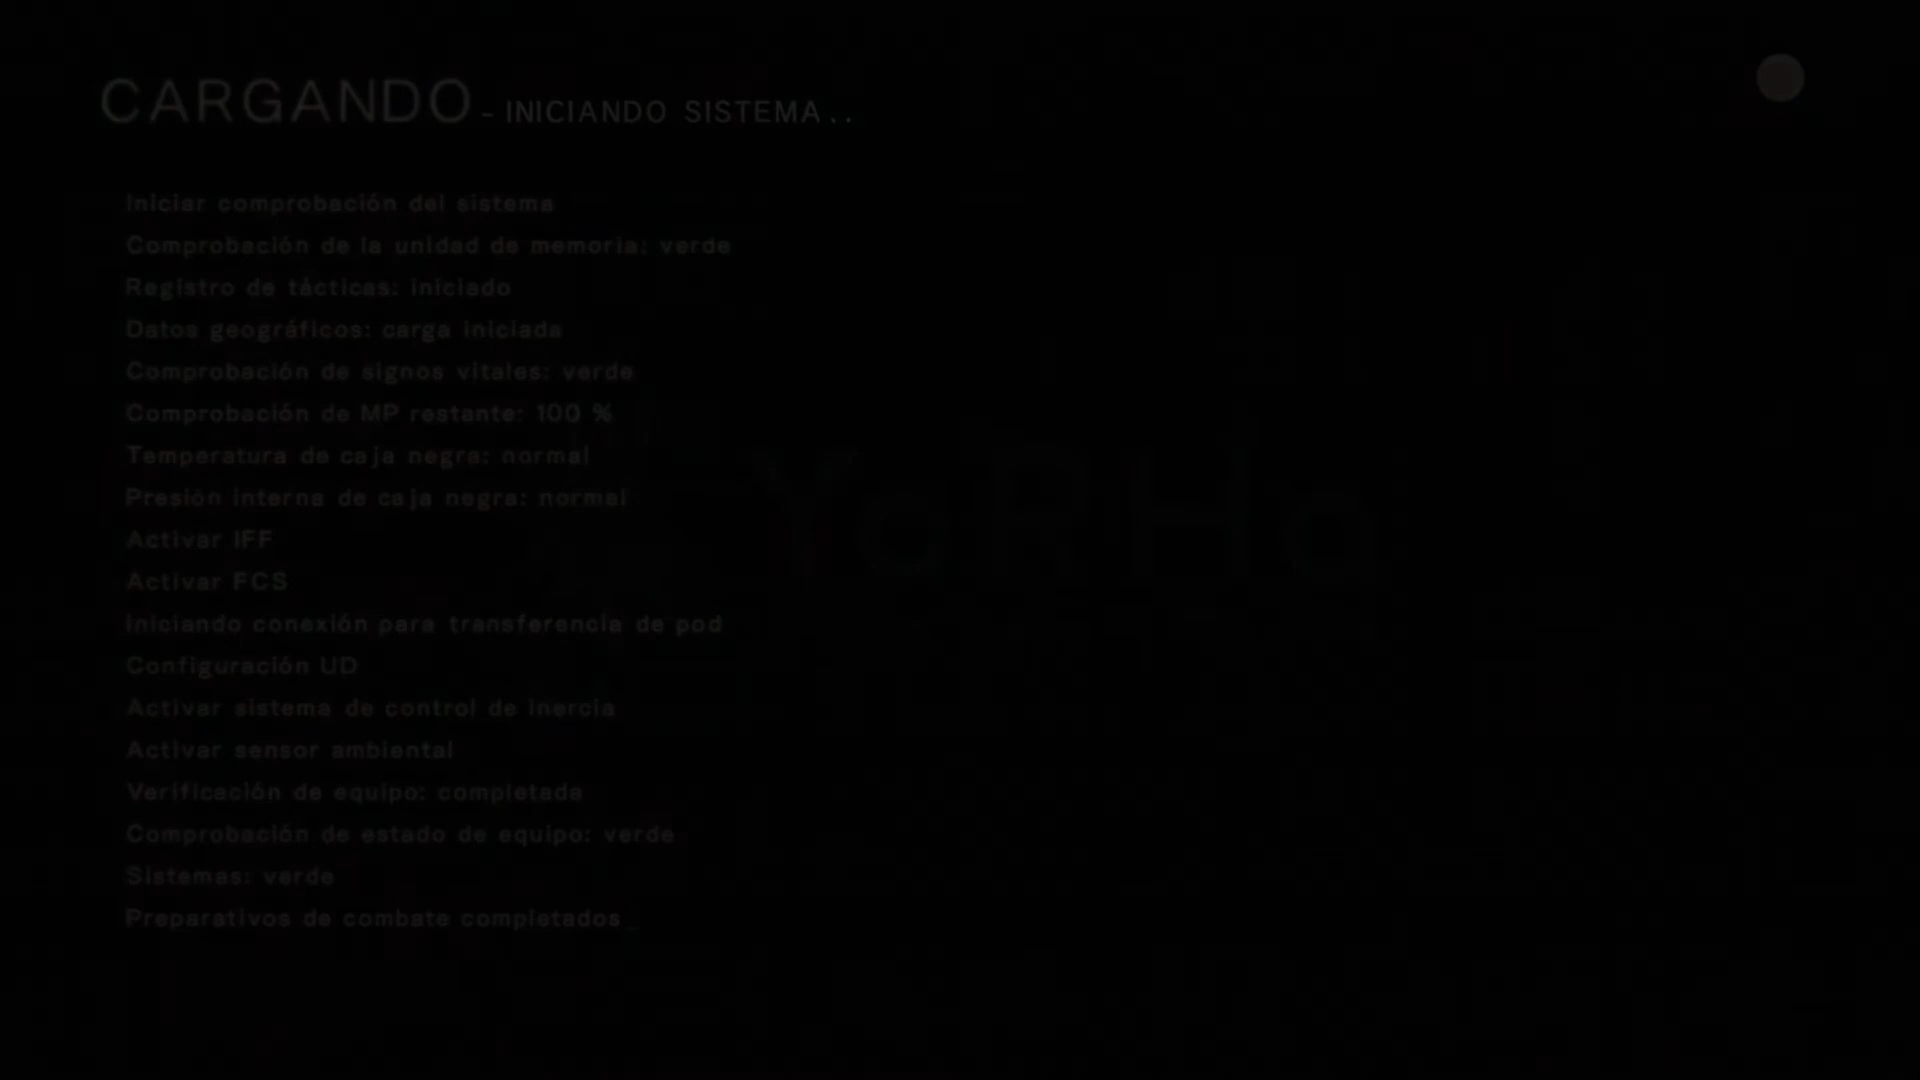 CARGANDO - INICIANDO SISTEMA..
Iniciar comprobación del sistema
Comprobación de la unidad de memoria: verde
Registro de tácticas: iniciado
Datos geográficos: carga iniciada
Comprobación de signos vitales: verde
Comprobación de MP restante: 100 %
Temperatura de caja negra: normal
Presión interna de caja negra: normal
Activar IFF
Activar FCS
Iniciando conexión para transferencia de pod
Configuración UD
Activar sistema de control de inercia
Activar sensor ambiental
Verificación de equipo: completada
Comprobación de estado de equipo: verde
Sistemas: verde
Preparativos de combate completados_
YoRHa